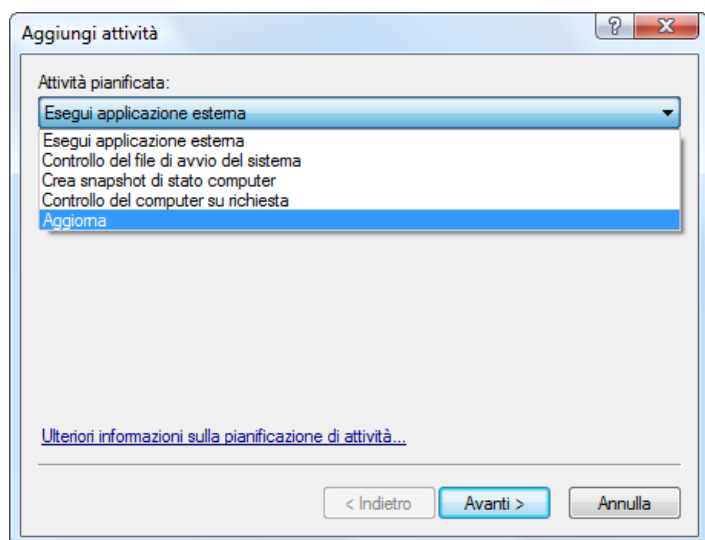 Aggiungi attività
Attività pianificata:
Esegui applicazione esterna
Esegui applicazione esterna
Controllo del file di avvio del sistema
Crea snapshot di stato computer
Controllo del computer su richiesta
Aggiorna
Ulteriori informazioni sulla pianificazione di attività...
< Indietro Avanti > Annulla